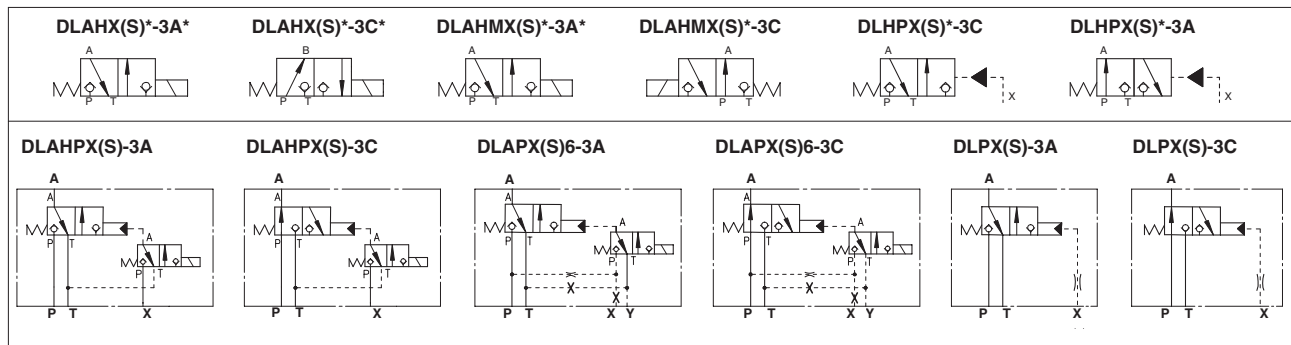 DLAHX(S)*-3A* DLAHX(S)*-3C* DLAHMX(S)*-3A* DLAHMX(S)*-3C DLHPX(S)*-3C DLHPX(S)*-3A
A B A A A A
P T P T P T P T P T X P T X
DLAHPX(S)-3A DLAHPX(S)-3C DLAPX(S)6-3A DLAPX(S)6-3C DLPX(S)-3A DLPX(S)-3C
A A A A A A
A A A A
P T A P T A P T A P T A
P T P T P T P T
P T X P T X P T X Y P T X Y P T X P T X